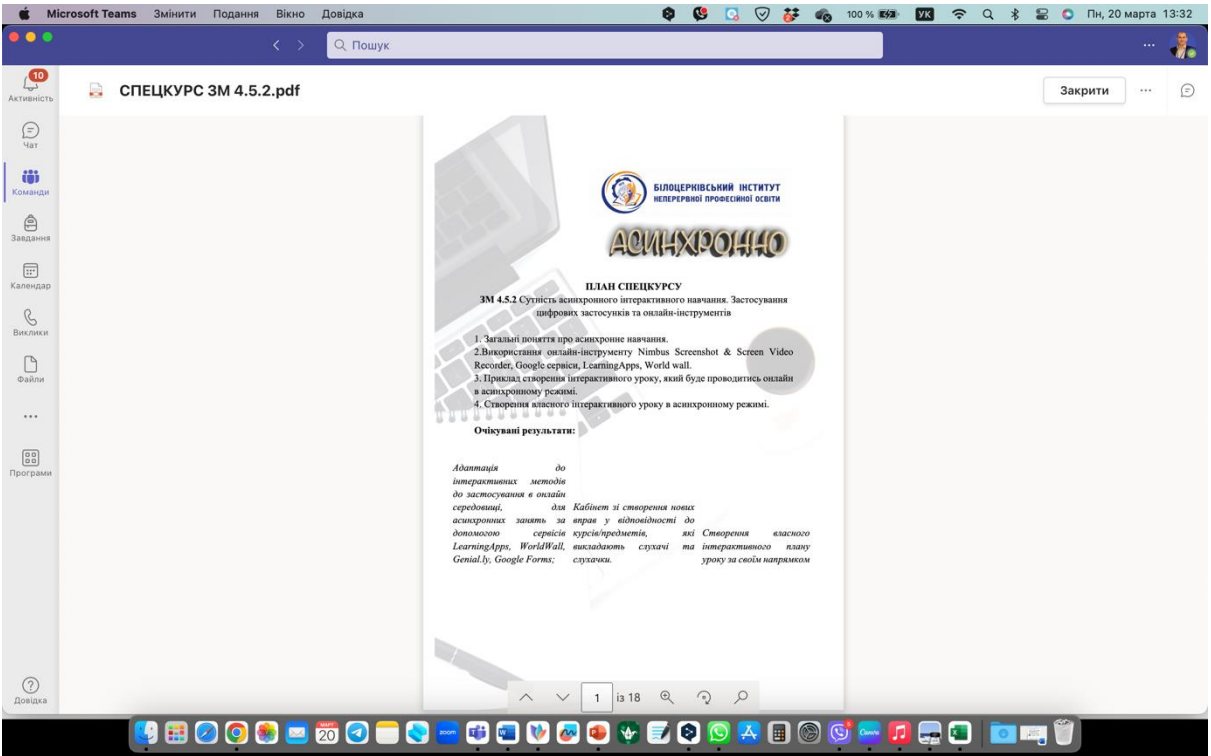 Microsoft Teams Змінити Подання Вікно Довідка
100 % УК Пн, 20 марта 13:32
Пошук
10
Активність
Чат
Команди
Завдання
Календар
Виклики
Файли
Програми
Довідка
СПЕЦКУРС ЗМ 4.5.2.pdf
Закрити
БІЛОЦЕРКІВСЬКИЙ ІНСТИТУТ
НЕПЕРЕРВНОЇ ПРОФЕСІЙНОЇ ОСВІТИ
АСИНХРОННО
ПЛАН СПЕЦКУРСУ
ЗМ 4.5.2 Сутність асинхронного інтерактивного навчання. Застосування
цифрових застосунків та онлайн-інструментів
1. Загальні поняття про асинхронне навчання.
2.Використання онлайн-інструменту Nimbus Screenshot & Screen Video
Recorder, Google сервіси, LearningApps, World wall.
3. Приклад створення інтерактивного уроку, який буде проводитись онлайн
в асинхронному режимі.
4. Створення власного інтерактивного уроку в асинхронному режимі.
Очікувані результати:
Адаптація до
інтерактивних методів
до застосування в онлайн
середовищі, для
асинхронних занять за
допомогою сервісів
LearningApps, WorldWall,
Genial.ly, Google Forms;
Кабінет зі створення нових
вправ у відповідності до
курсів/предметів, які
викладають слухачі та
слухачки.
Створення власного
інтерактивного плану
уроку за своїм напрямком
1 із 18
МАРТ
20
zoom
Canva